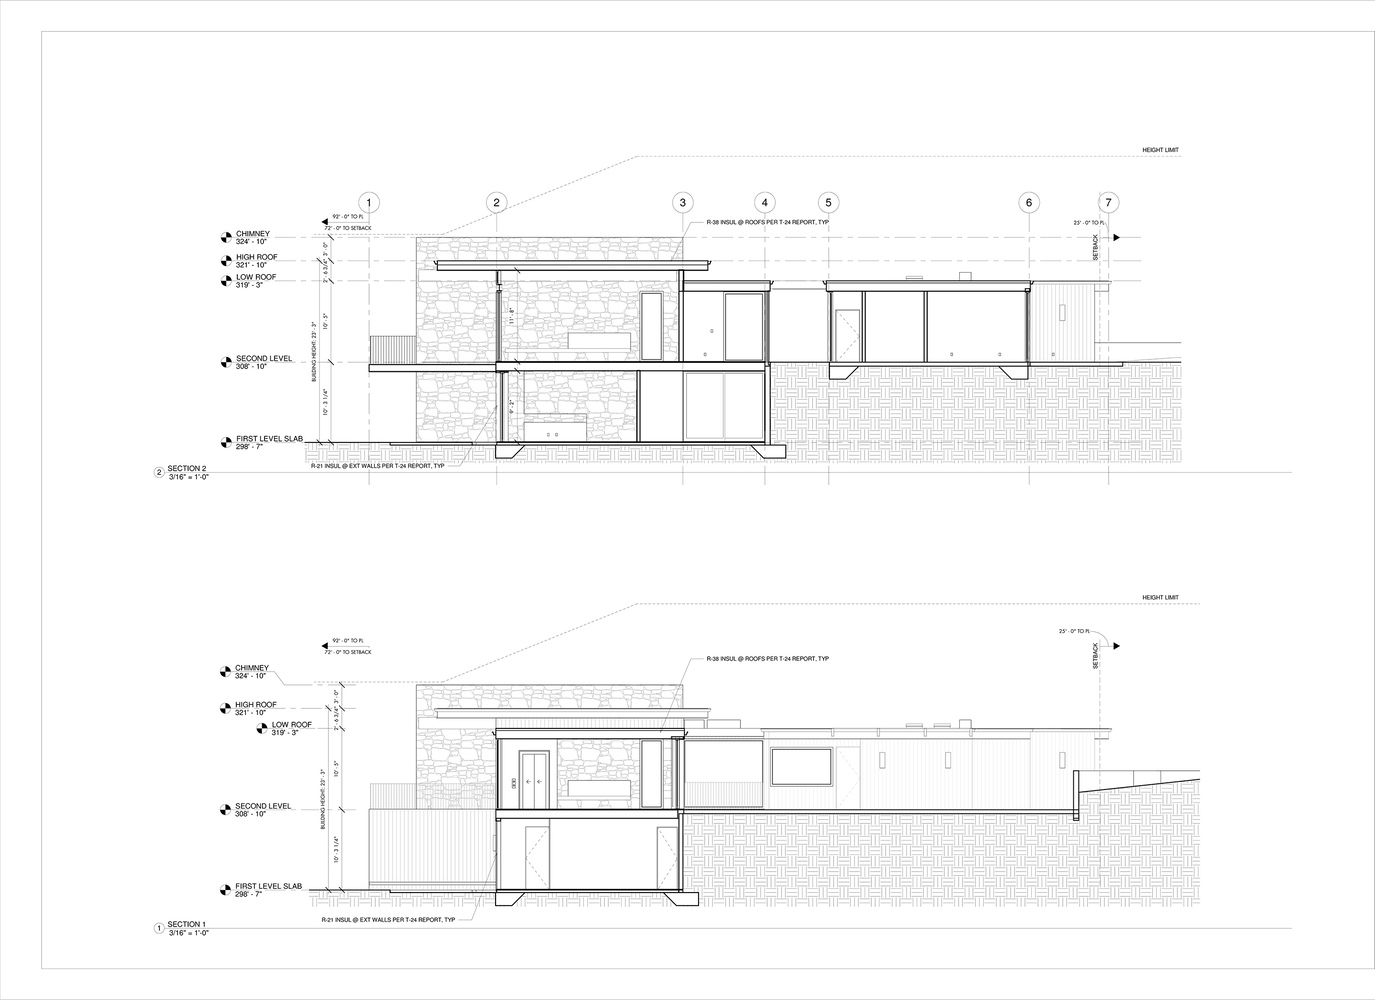 HEIGHT LIMIT
1
2
3
4
5
6
7
92' - 0" TO PL
72' - 0" TO SETBACK
R-38 INSUL @ ROOFS PER T-24 REPORT, TYP
25' - 0" TO PL
SETBACK
CHIMNEY
324' - 10"
HIGH ROOF
321' - 10"
LOW ROOF
319' - 3"
3' - 0"
2' - 6 3/4"
10' - 5"
11' - 8"
BUILDING HEIGHT: 23' - 3"
SECOND LEVEL
308' - 10"
10' - 3 1/4"
9' - 2"
FIRST LEVEL SLAB
298' - 7"
R-21 INSUL @ EXT WALLS PER T-24 REPORT, TYP
2
SECTION 2
3/16" = 1'-0"
HEIGHT LIMIT
92' - 0" TO PL
72' - 0" TO SETBACK
25' - 0" TO PL
SETBACK
R-38 INSUL @ ROOFS PER T-24 REPORT, TYP
CHIMNEY
324' - 10"
HIGH ROOF
321' - 10"
LOW ROOF
319' - 3"
3' - 0"
2' - 6 3/4"
10' - 5"
BUILDING HEIGHT: 23' - 3"
SECOND LEVEL
308' - 10"
10' - 3 1/4"
FIRST LEVEL SLAB
298' - 7"
R-21 INSUL @ EXT WALLS PER T-24 REPORT, TYP
1
SECTION 1
3/16" = 1'-0"